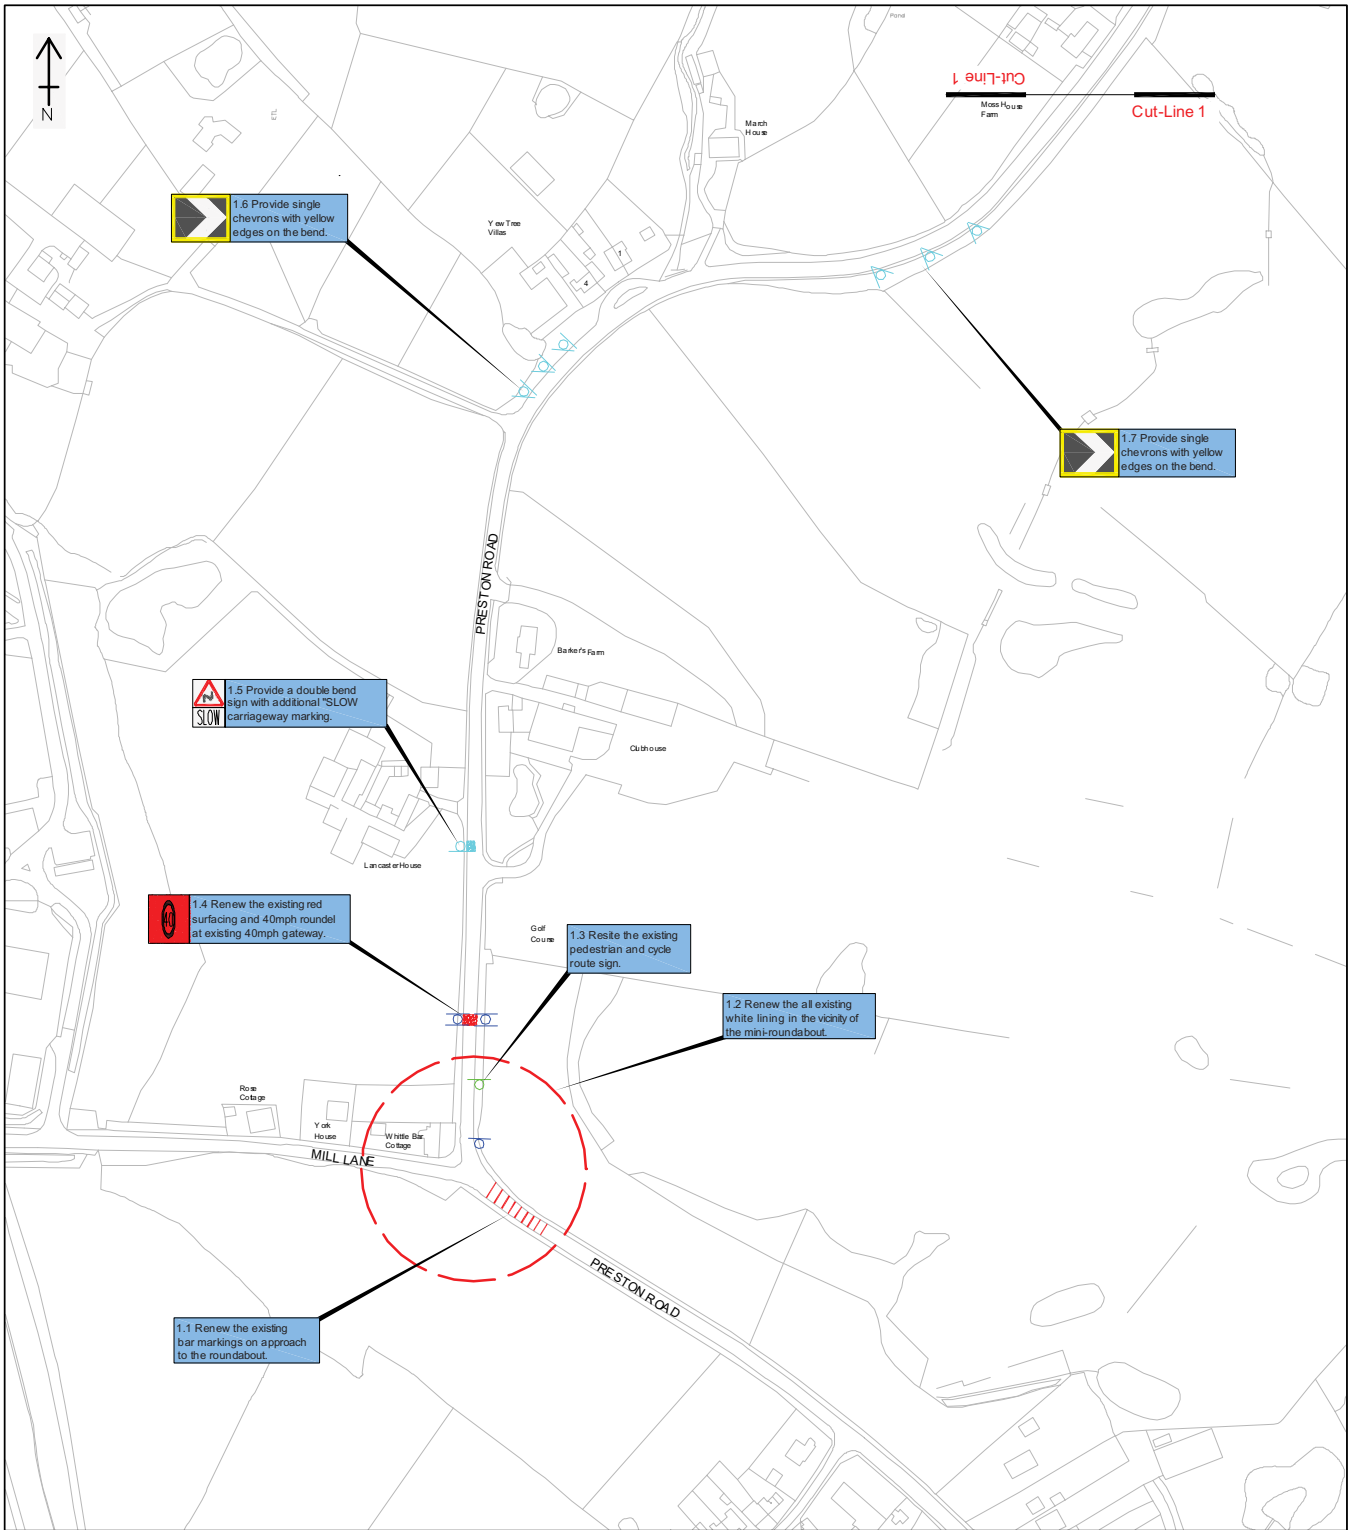 Pond
Cut-Line 1
Moss House
Farm
Cut-Line 1
N
ETL
March
House
1.6 Provide single
chevrons with yellow
edges on the bend.
Yew Tree
Villas
1
4
1.7 Provide single
chevrons with yellow
edges on the bend.
PRESTON ROAD
Barker's Farm
1.5 Provide a double bend
sign with additional "SLOW
carriageway marking.
SLOW
Clubhouse
Lancaster House
1.4 Renew the existing red
surfacing and 40mph roundel
at existing 40mph gateway.
40
Golf
Course
1.3 Resite the existing
pedestrian and cycle
route sign.
1.2 Renew the all existing
white lining in the vicinity of
the mini-roundabout.
Rose
Cottage
York
House
Whittle Bar
Cottage
MILL LANE
PRESTON ROAD
1.1 Renew the existing
bar markings on approach
to the roundabout.